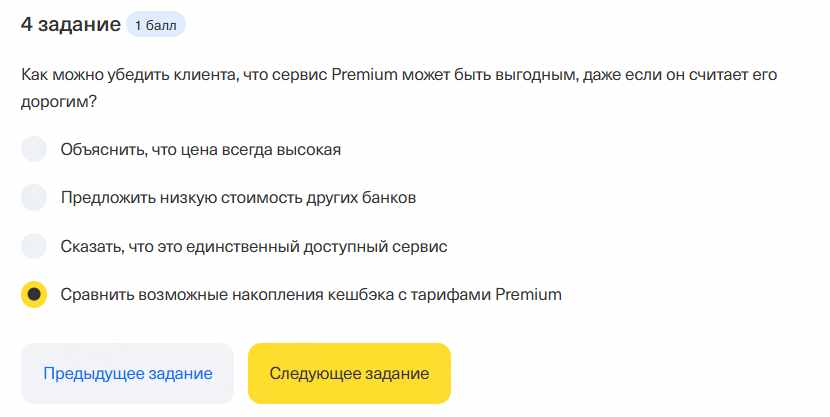 4 задание 1 балл
Как можно убедить клиента, что сервис Premium может быть выгодным, даже если он считает его
дорогим?
Объяснить, что цена всегда высокая
Предложить низкую стоимость других банков
Сказать, что это единственный доступный сервис
Сравнить возможные накопления кешбэка с тарифами Premium
Предыдущее задание Следующее задание